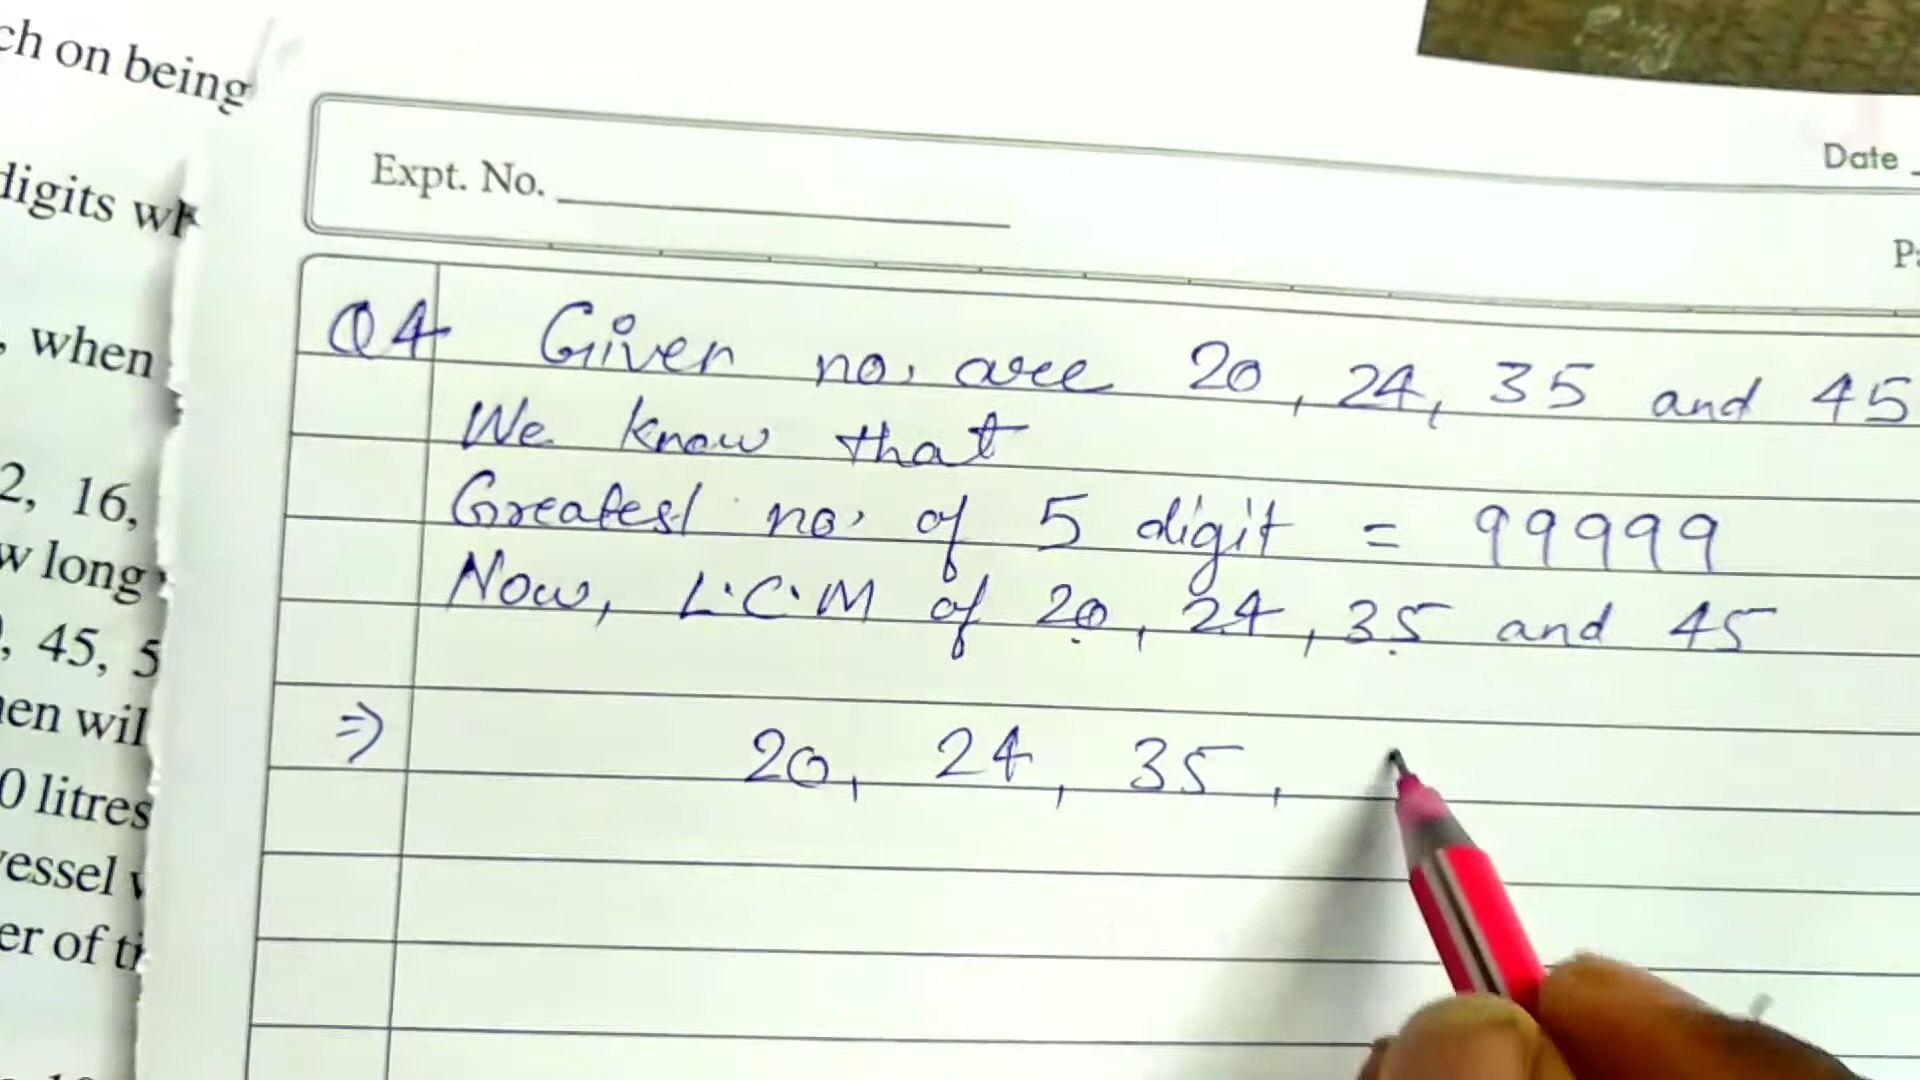 ch on being
digits wh
, when
2, 16,
w long
, 45, 5
en wil
0 litres
essel
er of ti
Expt. No.
Date
Q4 Given no. are 20, 24, 35 and 45
We know that
Greatest no. of 5 digit = 99999
Now, L.C.M of 20, 24, 35 and 45
⇒ 20, 24, 35,